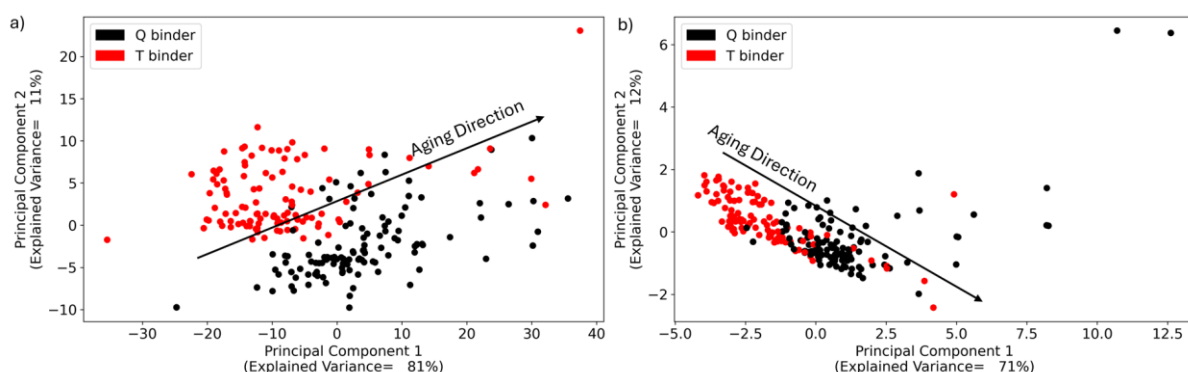 a)
Q binder
T binder
Aging Direction
20
15
10
5
0
−5
−10
−30
−20
−10
0
10
20
30
40
Principal Component 2
(Explained Variance= 11%)
Principal Component 1
(Explained Variance= 81%)
b)
Q binder
T binder
Aging Direction
6
4
2
0
−2
−5.0
−2.5
0.0
2.5
5.0
7.5
10.0
12.5
Principal Component 2
(Explained Variance= 12%)
Principal Component 1
(Explained Variance= 71%)